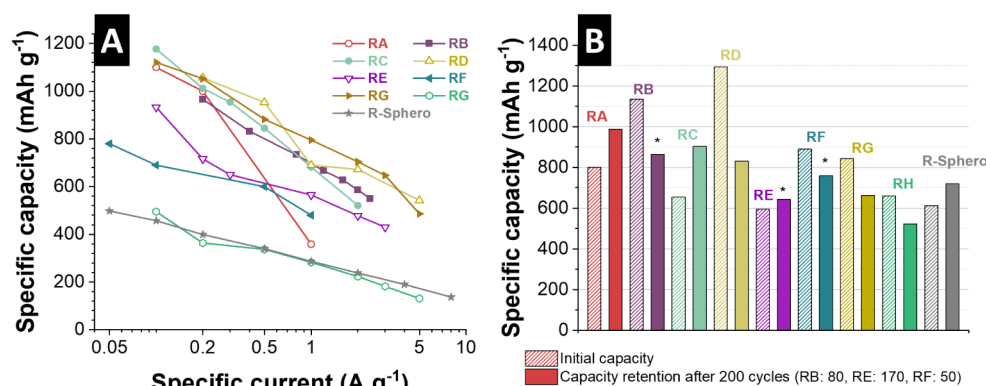 A
Specific capacity (mAh g-1)
1200
1000
800
600
400
200
0
0.05
0.2
0.5
1
5
10
Specific current (A g-1)
RA
RB
RC
RD
RE
RF
RG
RG
R-Sphero
B
Specific capacity (mAh g-1)
1400
1200
1000
800
600
400
200
0
RA
RB
*
RC
RD
RE
*
RF
*
RG
RH
R-Sphero
Initial capacity
Capacity retention after 200 cycles (RB: 80, RE: 170, RF: 50)